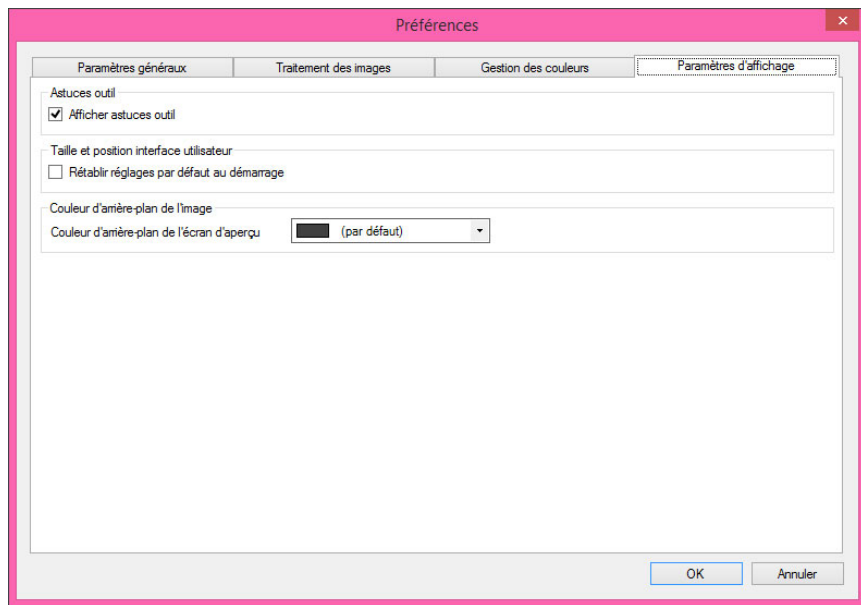 Préférences
Paramètres généraux
Traitement des images
Gestion des couleurs
Paramètres d'affichage
Astuces outil
Afficher astuces outil
Taille et position interface utilisateur
Rétablir réglages par défaut au démarrage
Couleur d'arrière-plan de l'image
Couleur d'arrière-plan de l'écran d'aperçu
(par défaut)
OK
Annuler